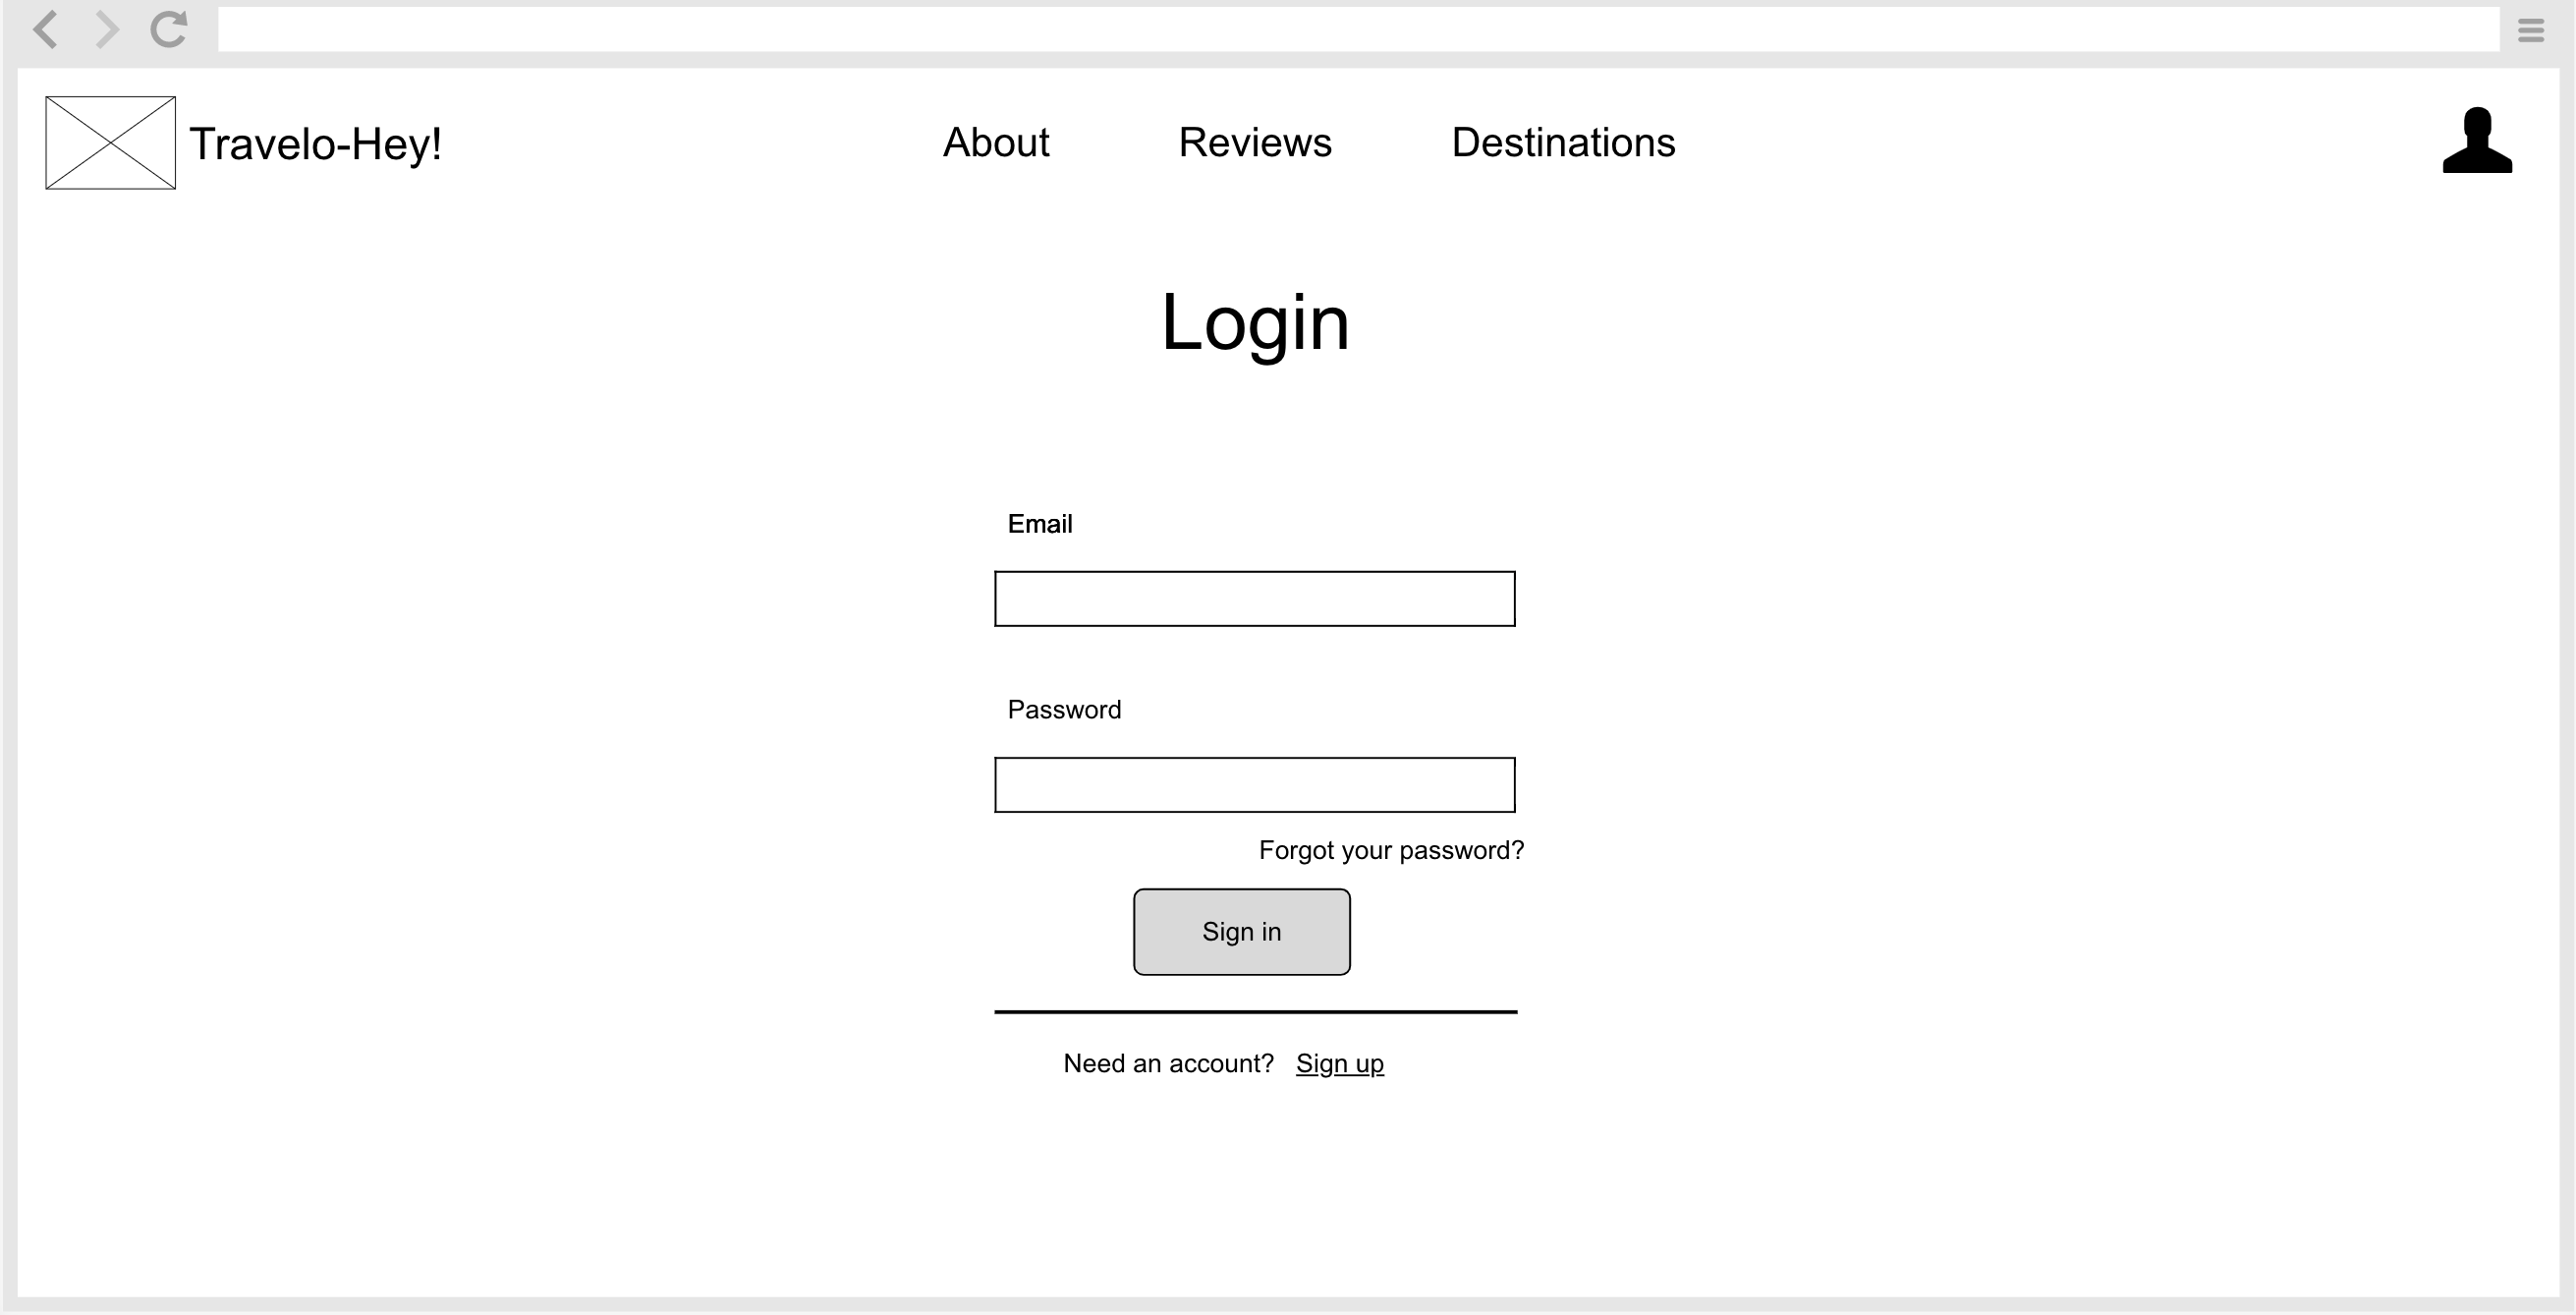 Travelo-Hey! About Reviews Destinations
Login
Email
Password
Forgot your password?
Sign in
Need an account? Sign up